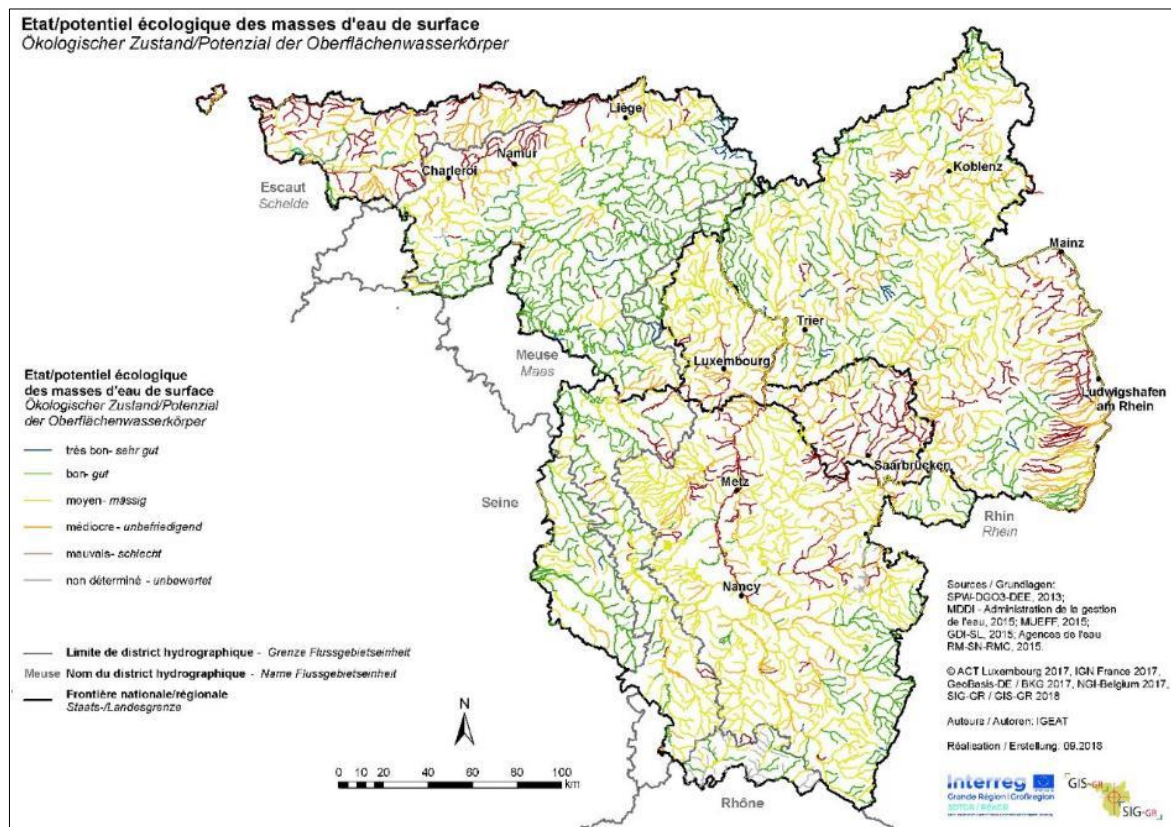 Etat/potentiel écologique des masses d'eau de surface
Ökologischer Zustand/Potenzial der Oberflächenwasserkörper
Liège
Namur
Charleroi
Koblenz
Escaut
Schelde
Mainz
Trier
Meuse
Maas
Luxembourg
Ludwigshafen
am Rhein
Saarbrücken
Metz
Seine
Rhin
Rhein
Nancy
Rhône
Etat/potentiel écologique
des masses d'eau de surface
Ökologischer Zustand/Potenzial
der Oberflächenwasserkörper
très bon- sehr gut
bon- gut
moyen- mässig
médiocre - unbefriedigend
mauvais- schlecht
non déterminé - unbewertet
Limite de district hydrographique - Grenze Flussgebietseinheit
Meuse Nom du district hydrographique - Name Flussgebietseinheit
Frontière nationale/régionale
Staats-/Landesgrenze
N
0 10 20 40 60 80 100
km
Sources / Grundlagen:
SPW-DGO3-DEE, 2013;
MDDI - Administration de la gestion
de l'eau, 2015; MUEFF, 2015;
GDI-SL, 2015; Agences de l'eau
RM-SN-RMC, 2015.
© ACT Luxembourg 2017, IGN France 2017,
GeoBasis-DE / BKG 2017, NGI-Belgium 2017,
SIG-GR / GIS-GR 2018
Auteurs / Autoren: IGEAT
Réalisation / Erstellung: 09.2018
Interreg
Grande Région | Großregion
SDTGR / REKGR
GIS-GR
SIG-GR